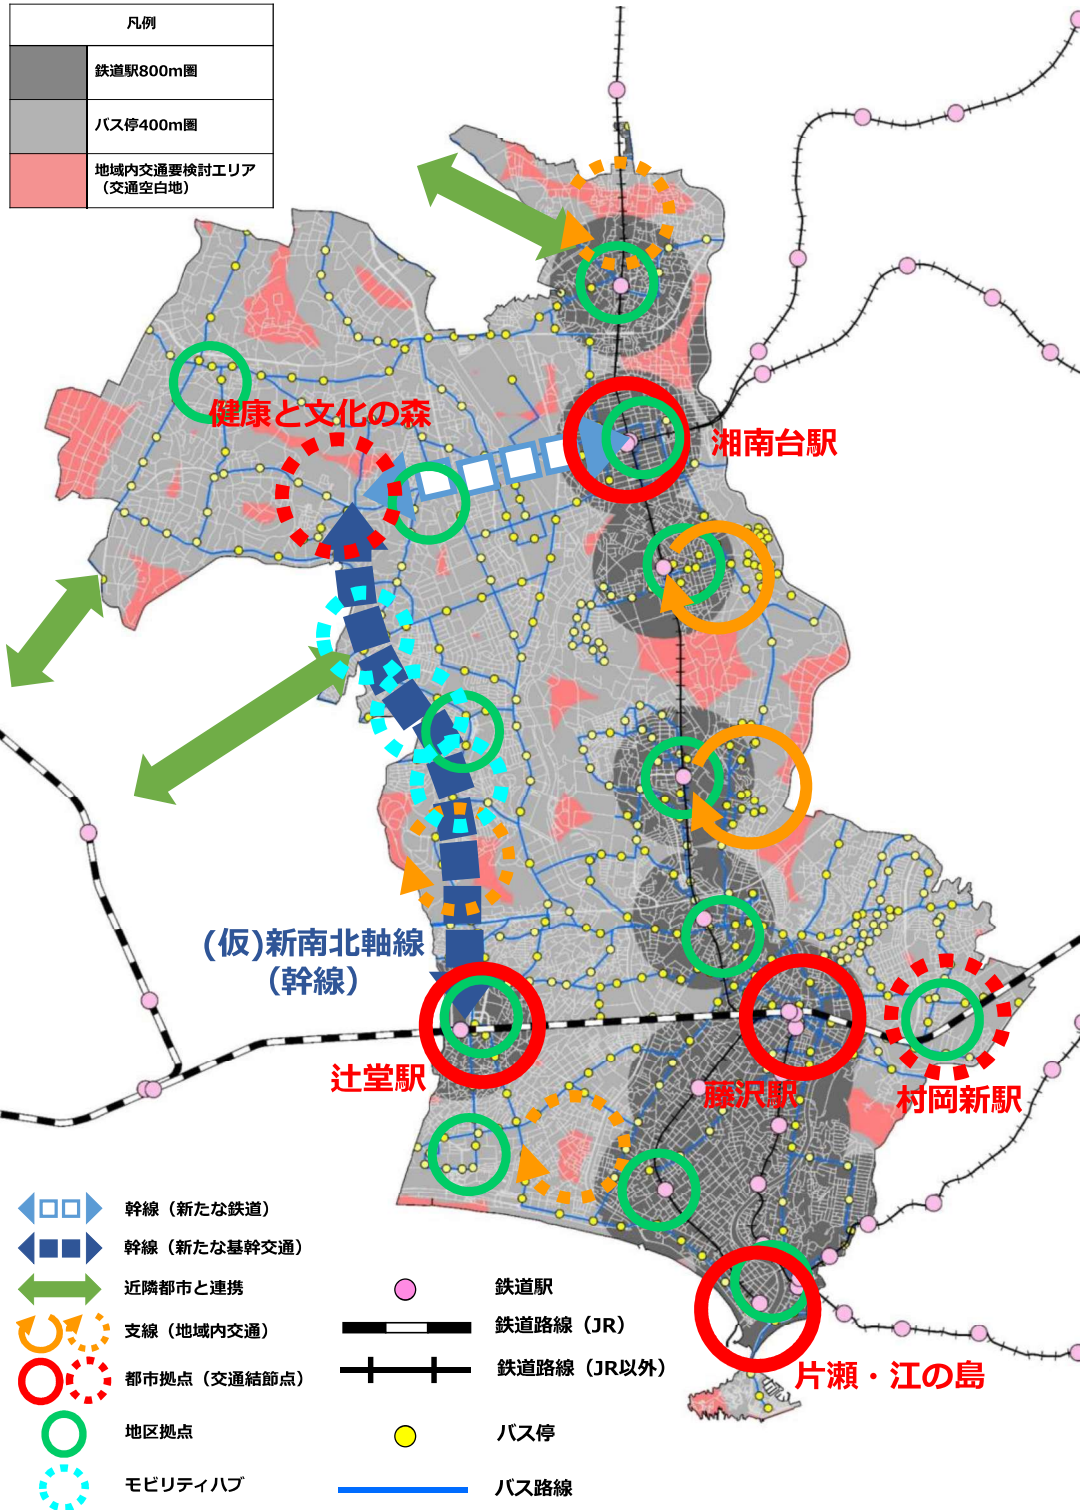 凡例
鉄道駅800m圏
バス停400m圏
地域内交通要検討エリア
（交通空白地）
健康と文化の森
湘南台駅
(仮)新南北軸線
（幹線）
辻堂駅
藤沢駅
村岡新駅
片瀬・江の島
幹線（新たな鉄道）
幹線（新たな基幹交通）
近隣都市と連携
支線（地域内交通）
都市拠点（交通結節点）
地区拠点
モビリティハブ
鉄道駅
鉄道路線（JR）
鉄道路線（JR以外）
バス停
バス路線